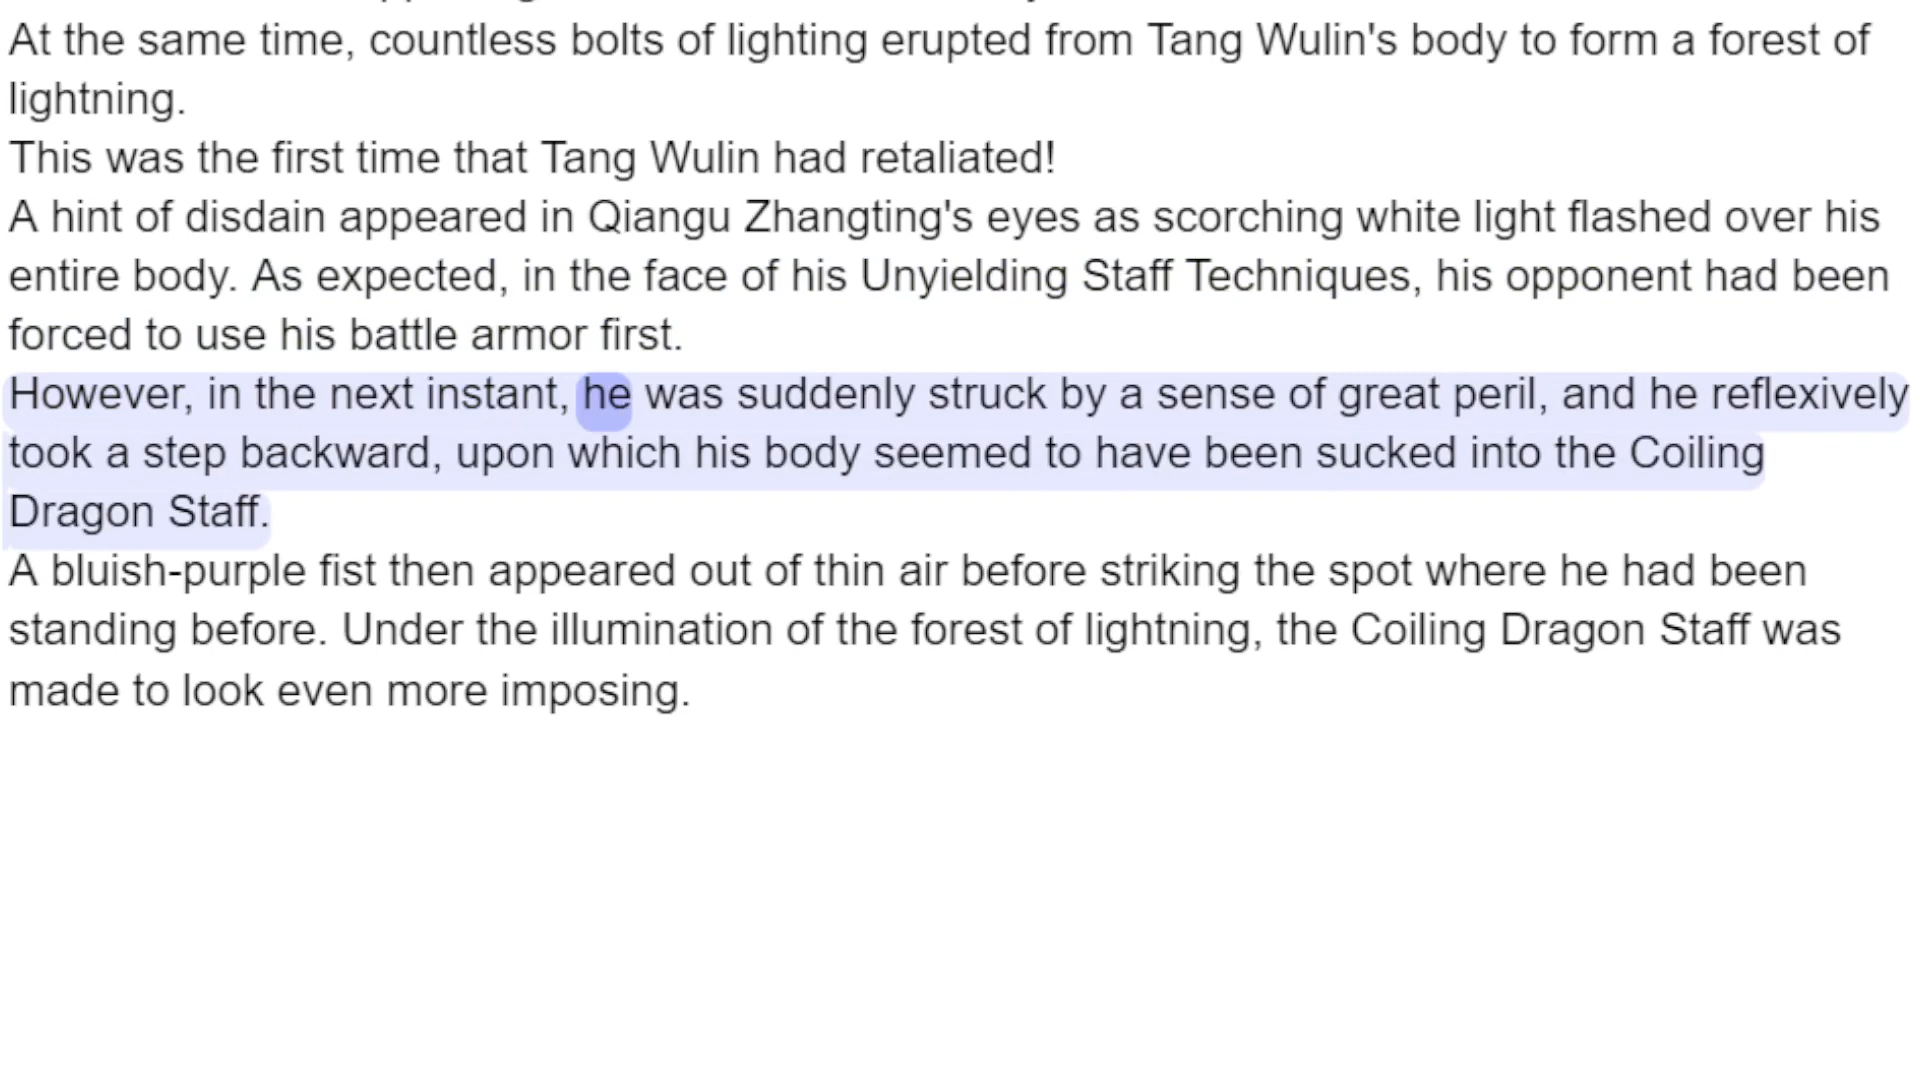 At the same time, countless bolts of lighting erupted from Tang Wulin's body to form a forest of
lightning.
This was the first time that Tang Wulin had retaliated!
A hint of disdain appeared in Qiangu Zhangting's eyes as scorching white light flashed over his
entire body. As expected, in the face of his Unyielding Staff Techniques, his opponent had been
forced to use his battle armor first.
However, in the next instant, he was suddenly struck by a sense of great peril, and he reflexively
took a step backward, upon which his body seemed to have been sucked into the Coiling
Dragon Staff.
A bluish-purple fist then appeared out of thin air before striking the spot where he had been
standing before. Under the illumination of the forest of lightning, the Coiling Dragon Staff was
made to look even more imposing.